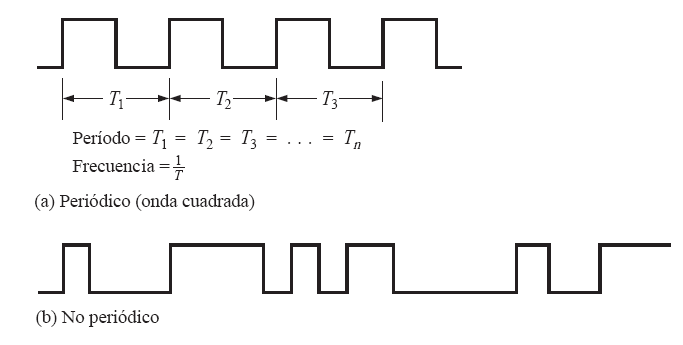 T₁ T₂ T₃
Período = T₁ = T₂ = T₃ = . . . = Tₙ
Frecuencia = 1/T
(a) Periódico (onda cuadrada)
(b) No periódico